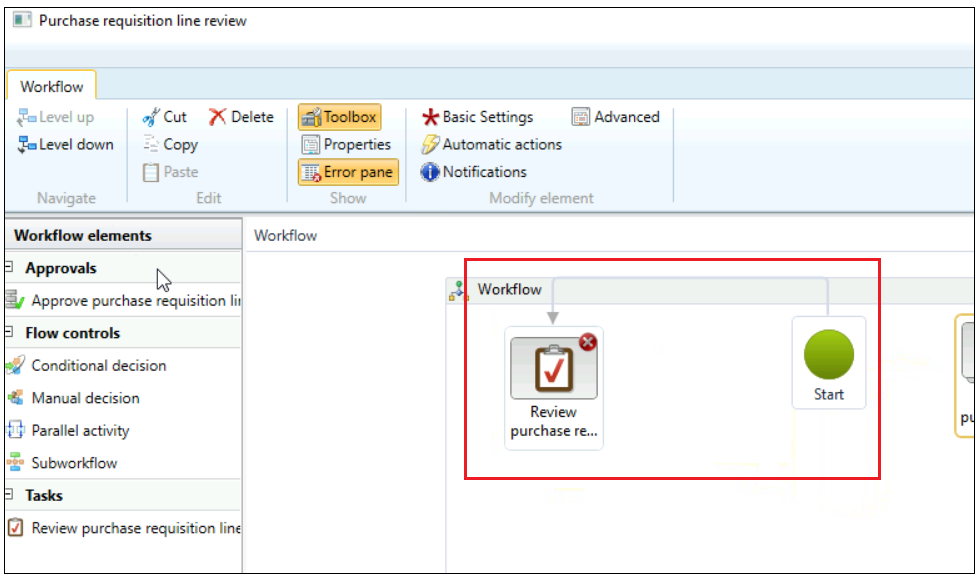 Purchase requisition line review
Workflow
Level up
Cut
Delete
Toolbox
Basic Settings
Advanced
Level down
Copy
Properties
Automatic actions
Paste
Error pane
Notifications
Navigate
Edit
Show
Modify element
Workflow elements
Workflow
Approvals
Approve purchase requisition lin
Flow controls
Conditional decision
Manual decision
Parallel activity
Subworkflow
Tasks
Review purchase requisition line
Workflow
Review
purchase re...
Start
pu